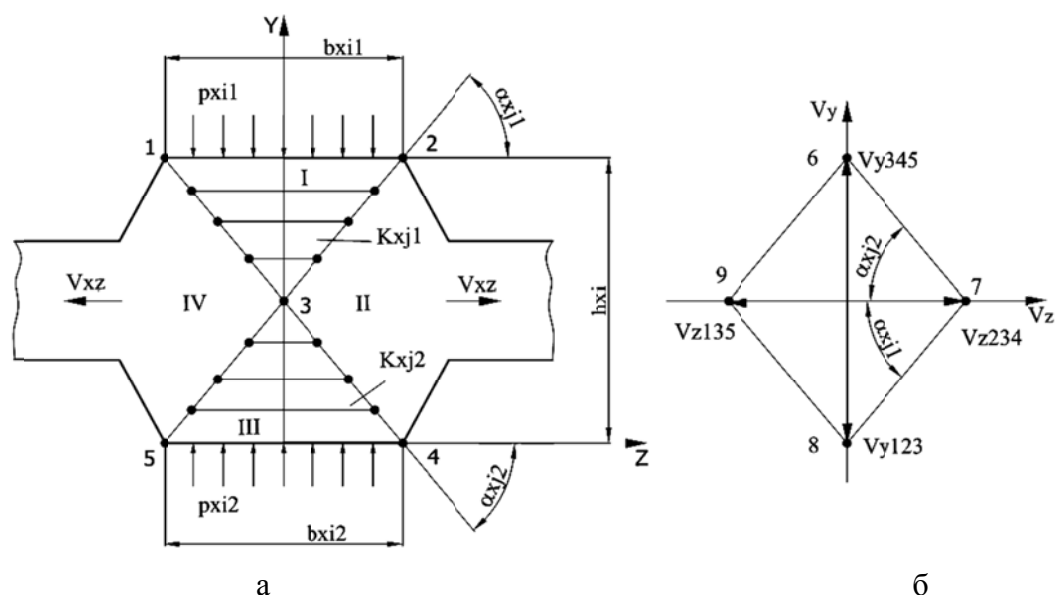 Y
bxi1
pxi1
αxj1
1
2
I
Kxj1
hxi
Vxz
Vxz
IV
3
II
Kxj2
III
5
4
Z
pxi2
αxj2
bxi2
а
Vy
6
Vy345
αxj2
9
7
Vz
Vz135
αxj1
Vz234
8
Vy123
б